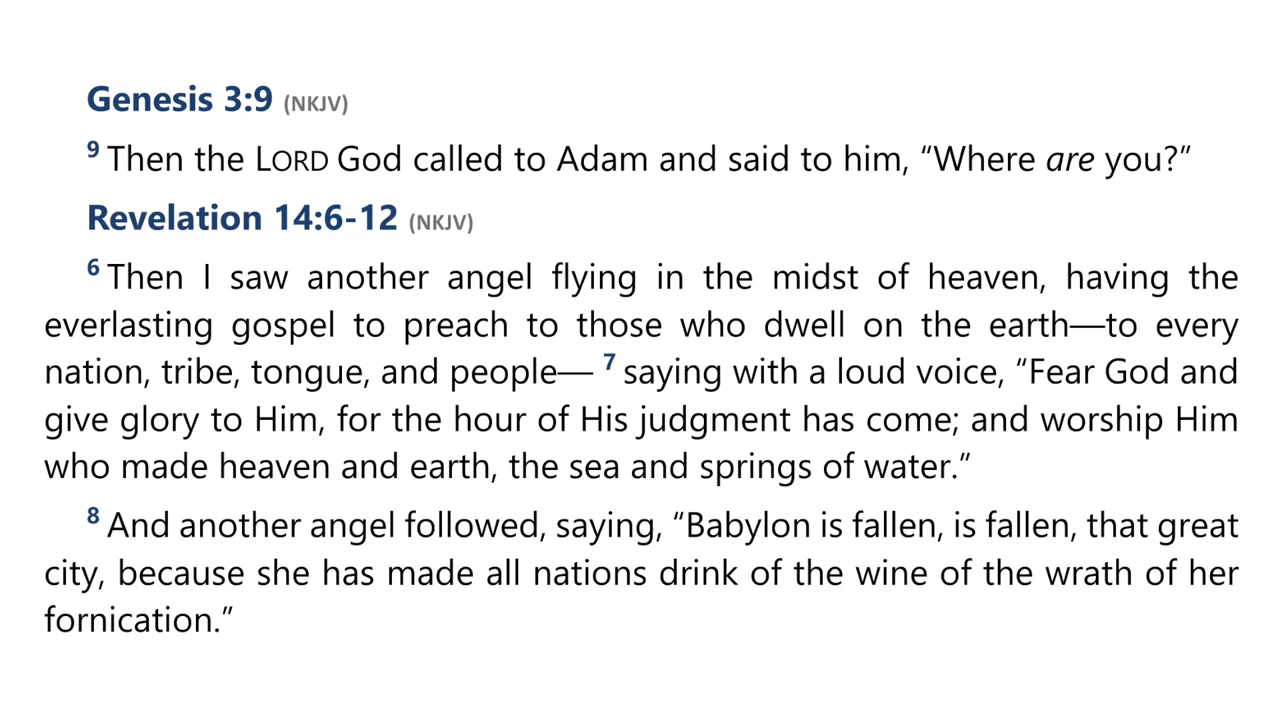 Genesis 3:9 (NKJV)
9 Then the LORD God called to Adam and said to him, “Where are you?”
Revelation 14:6-12 (NKJV)
6 Then I saw another angel flying in the midst of heaven, having the
everlasting gospel to preach to those who dwell on the earth—to every
nation, tribe, tongue, and people— 7 saying with a loud voice, “Fear God and
give glory to Him, for the hour of His judgment has come; and worship Him
who made heaven and earth, the sea and springs of water.”
8 And another angel followed, saying, “Babylon is fallen, is fallen, that great
city, because she has made all nations drink of the wine of the wrath of her
fornication.”